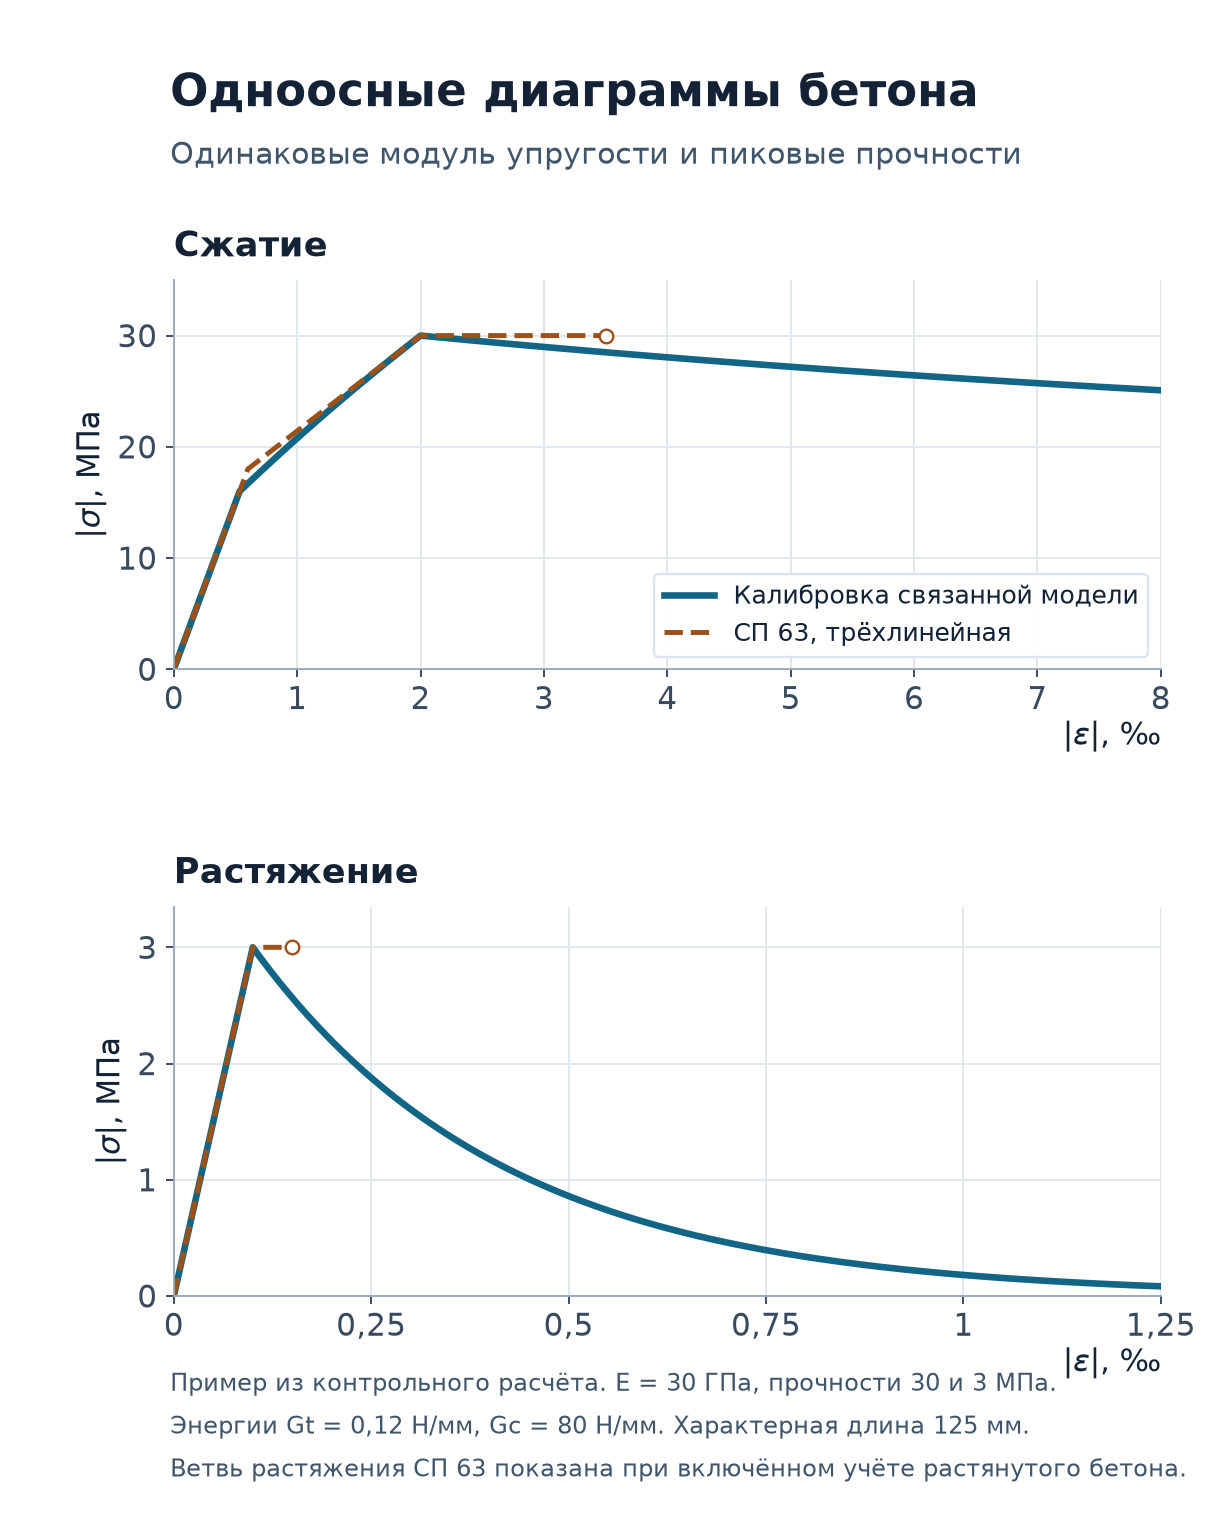 Одноосные диаграммы бетона
Одинаковые модуль упругости и пиковые прочности
Сжатие
|σ|, МПа
30
20
10
0
Калибровка связанной модели
СП 63, трёхлинейная
0 1 2 3 4 5 6 7 8
|ε|, ‰
Растяжение
|σ|, МПа
3
2
1
0
0 0,25 0,5 0,75 1 1,25
|ε|, ‰
Пример из контрольного расчёта. E = 30 ГПа, прочности 30 и 3 МПа.
Энергии Gt = 0,12 Н/мм, Gc = 80 Н/мм. Характерная длина 125 мм.
Ветвь растяжения СП 63 показана при включённом учёте растянутого бетона.